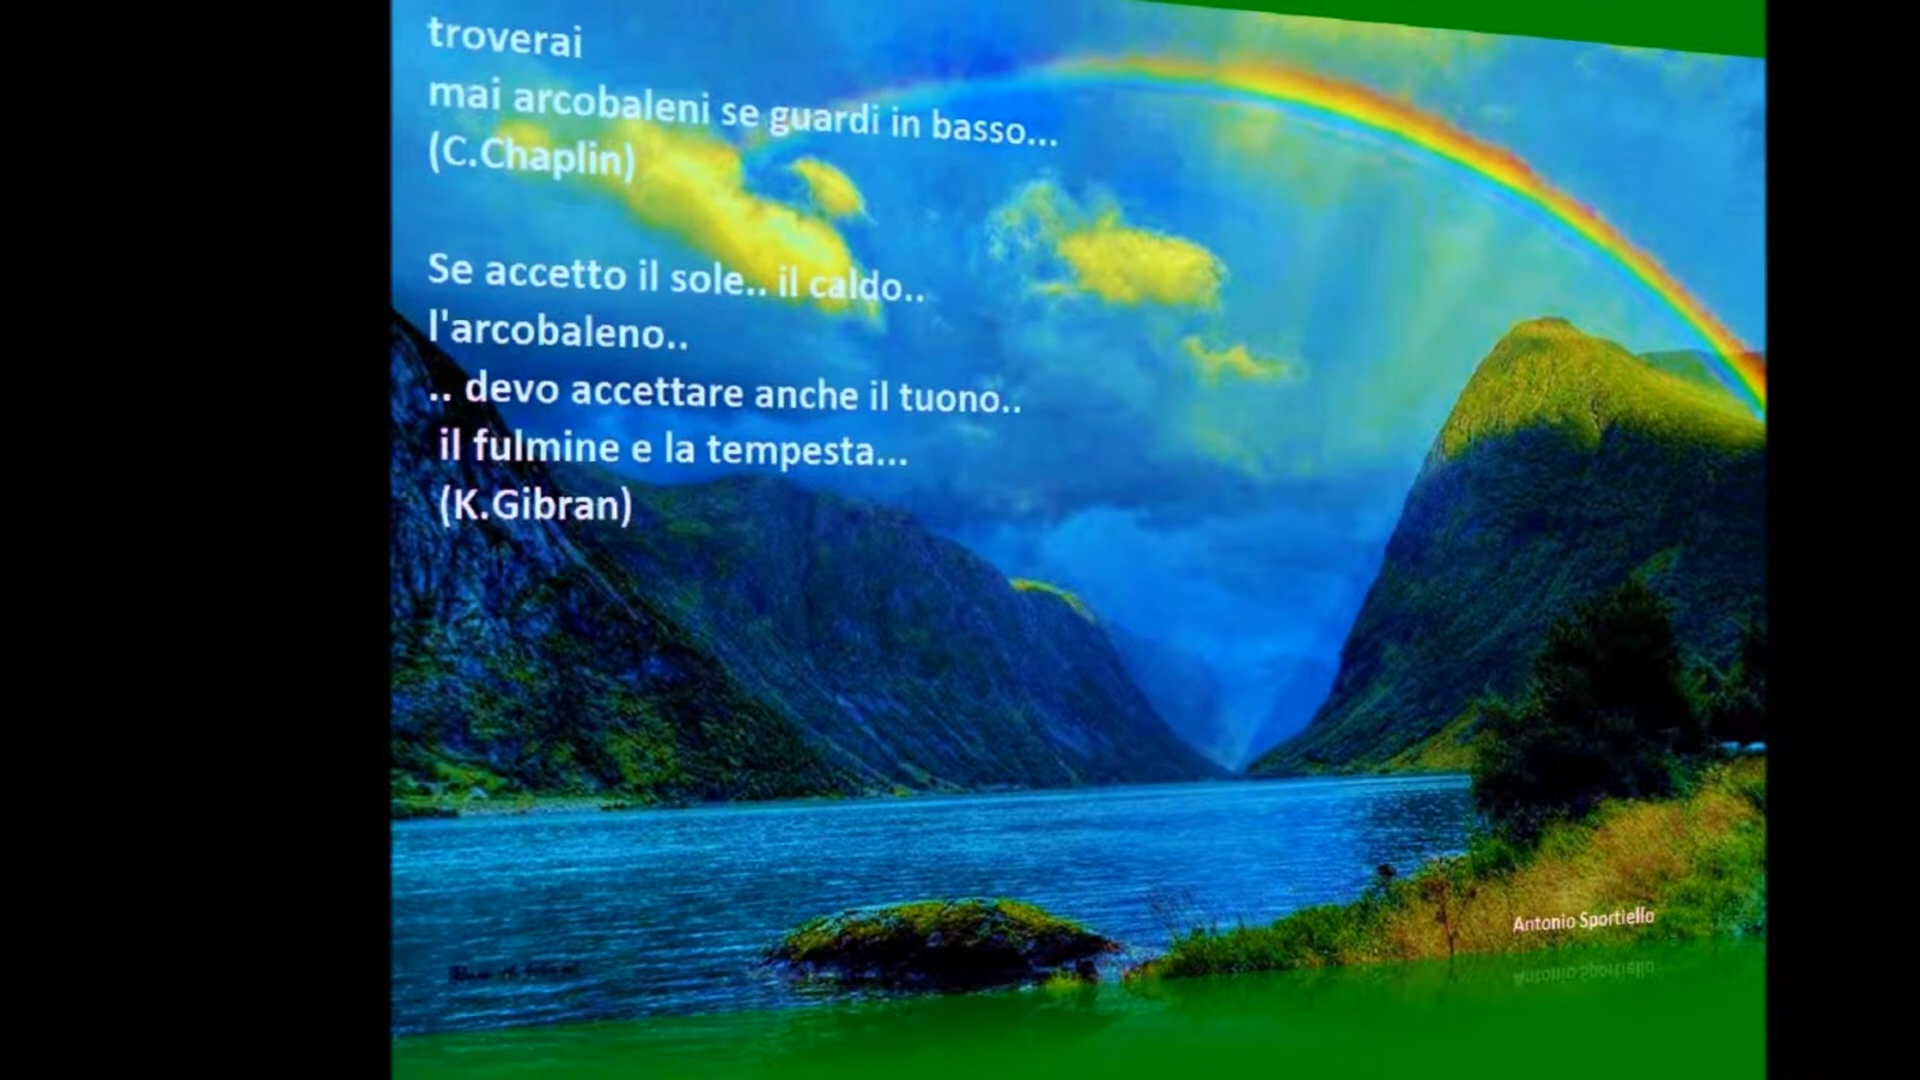 troverai
mai arcobaleni se guardi in basso...
(C.Chaplin)
Se accetto il sole.. il caldo..
l'arcobaleno..
.. devo accettare anche il tuono..
il fulmine e la tempesta...
(K.Gibran)
Antonio Sportiello